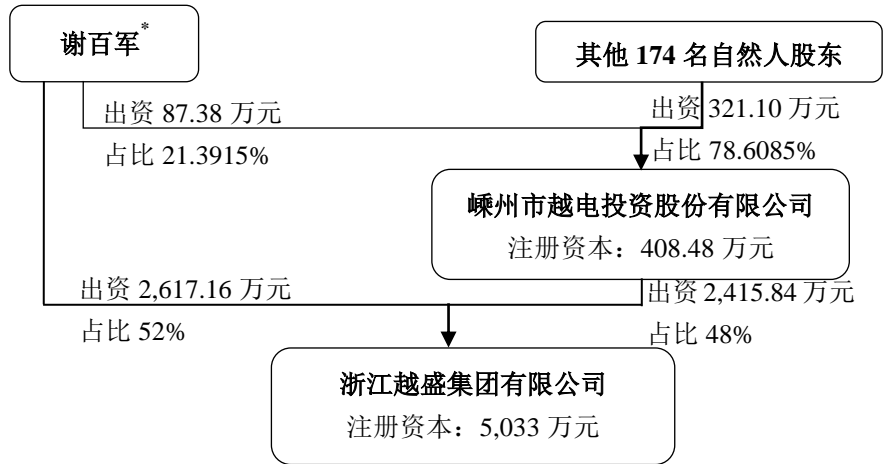 谢百军*
其他 174 名自然人股东
出资 87.38 万元
占比 21.3915%
出资 321.10 万元
占比 78.6085%
嵊州市越电投资股份有限公司
注册资本：408.48 万元
出资 2,617.16 万元
占比 52%
出资 2,415.84万元
占比 48%
浙江越盛集团有限公司
注册资本：5,033 万元